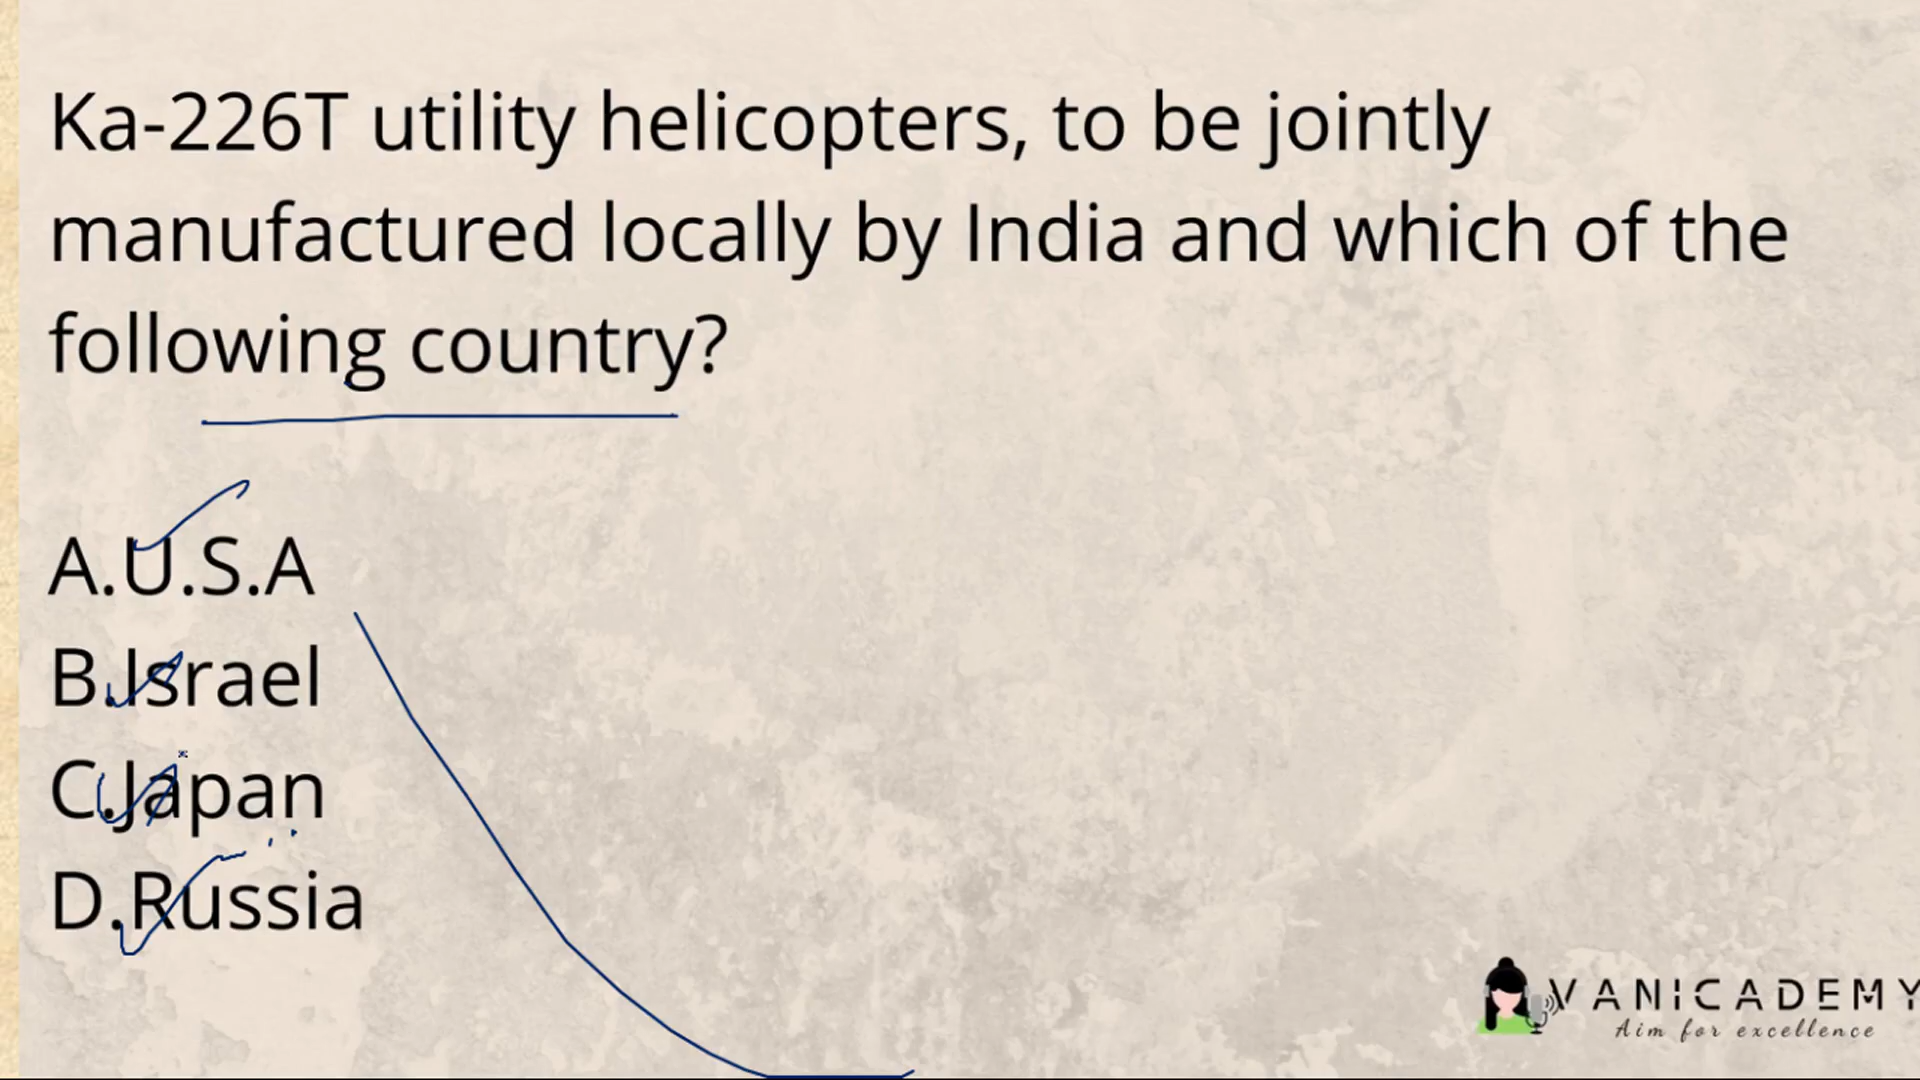 Ka-226T utility helicopters, to be jointly
manufactured locally by India and which of the
following country?
A.U.S.A
B.Israel
C.Japan
D.Russia
VANICADEMY
Aim for excellence